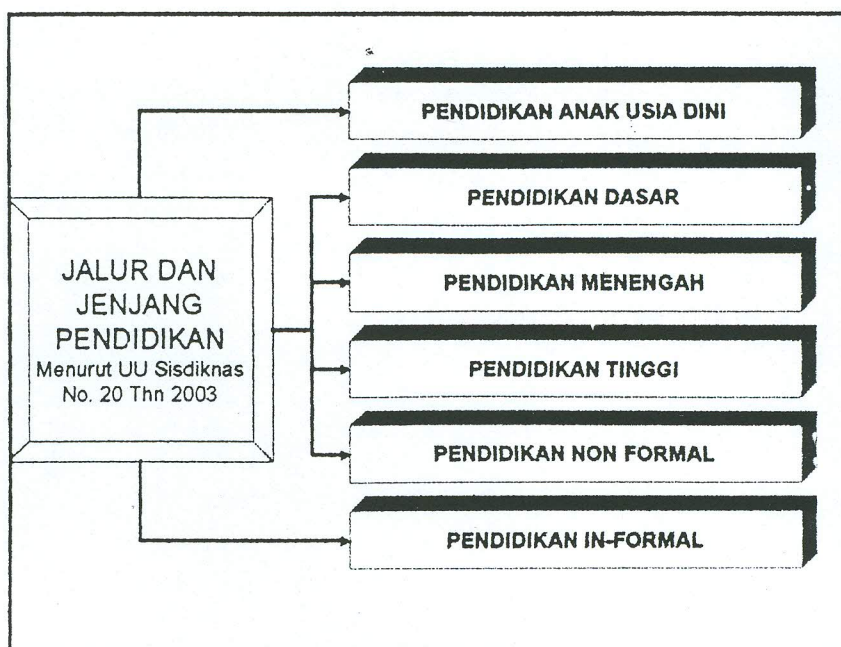 PENDIDIKAN ANAK USIA DINI
PENDIDIKAN DASAR
JALUR DAN
JENJANG
PENDIDIKAN
Menurut UU Sisdiknas
No. 20 Thn 2003
PENDIDIKAN MENENGAH
PENDIDIKAN TINGGI
PENDIDIKAN NON FORMAL
PENDIDIKAN IN-FORMAL